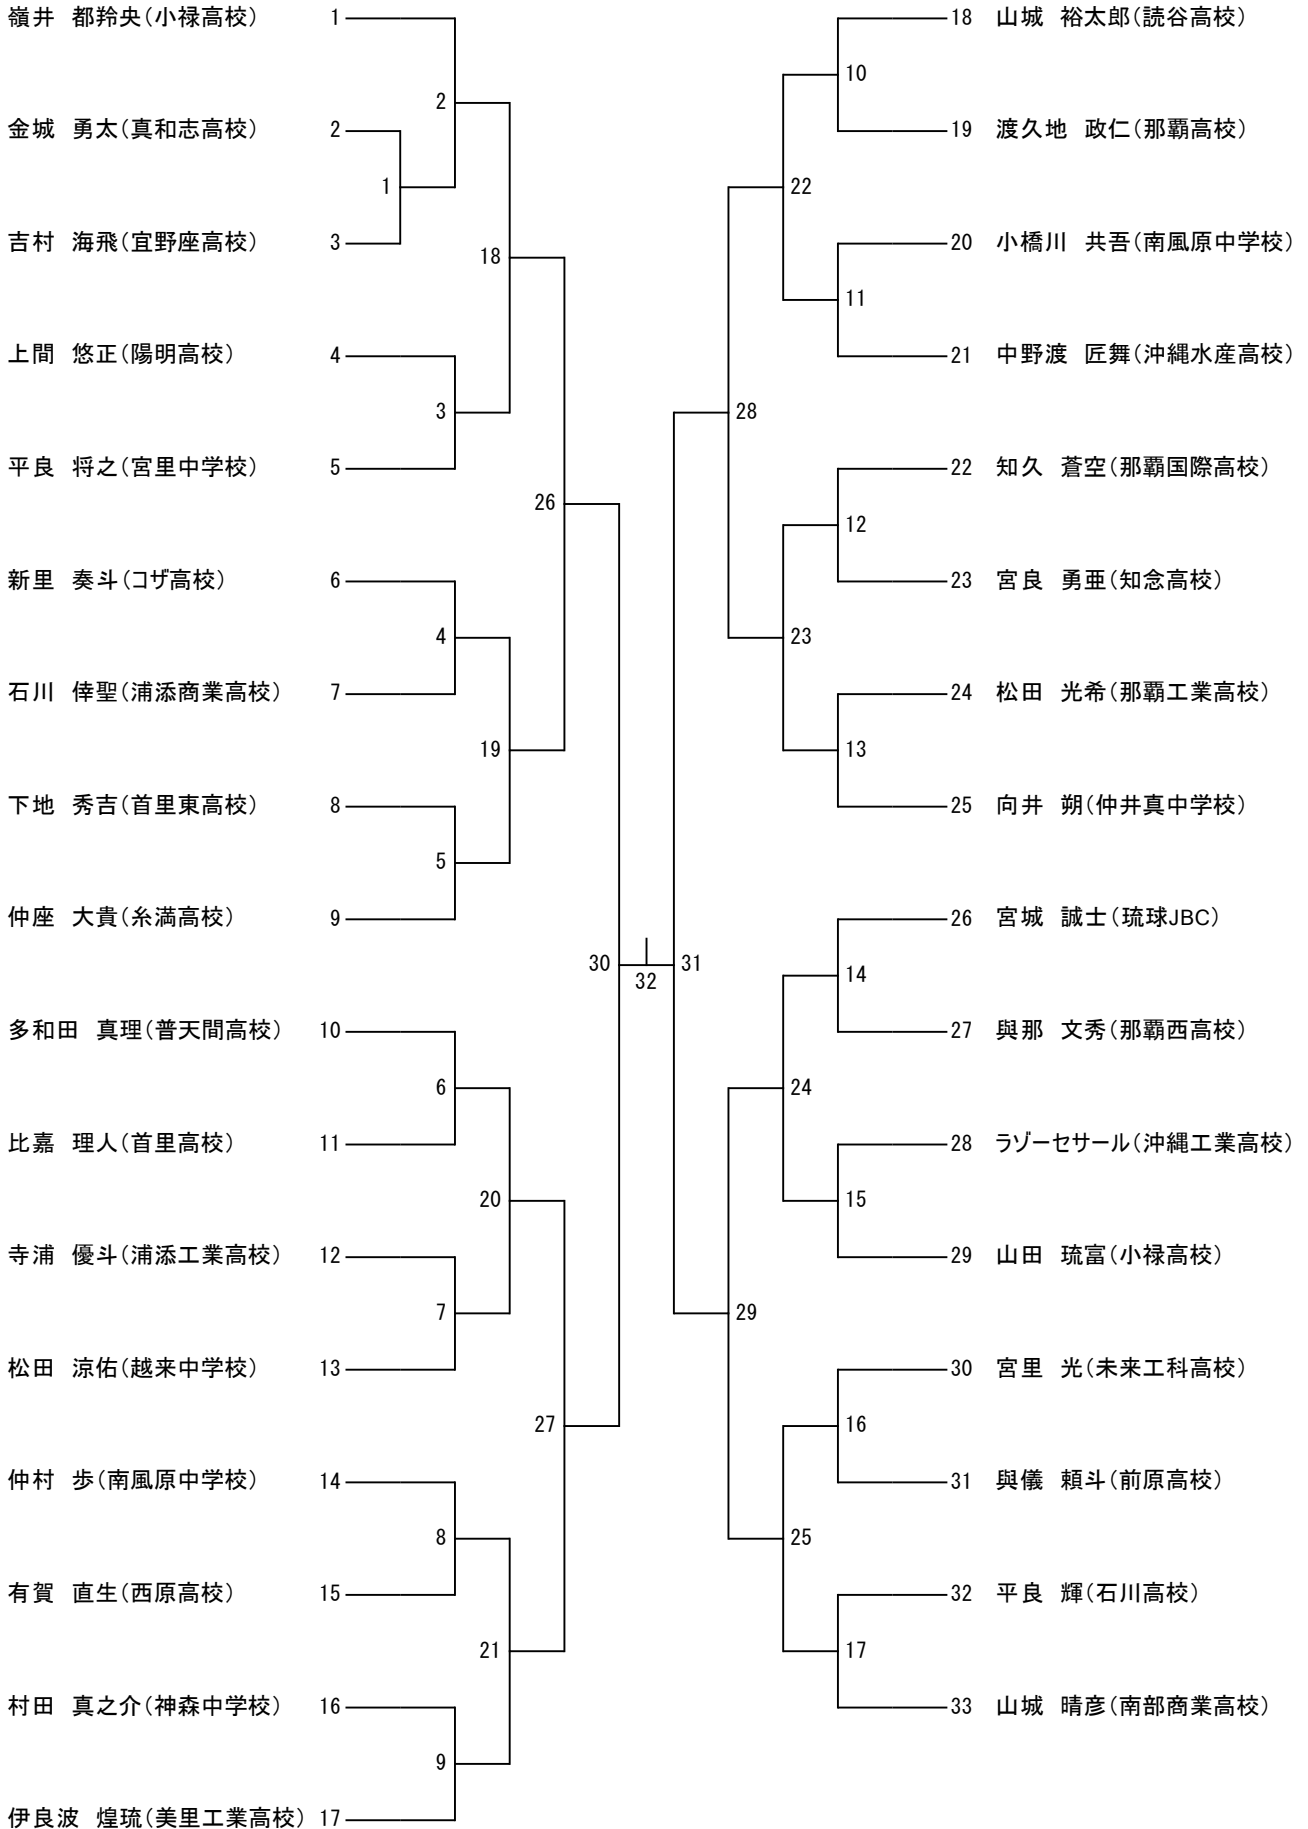 嶺井　都羚央(小禄高校) 1
金城　勇太(真和志高校) 2
吉村　海飛(宜野座高校) 3
上間　悠正(陽明高校) 4
平良　将之(宮里中学校) 5
新里　奏斗(コザ高校) 6
石川　倖聖(浦添商業高校) 7
下地　秀吉(首里東高校) 8
仲座　大貴(糸満高校) 9
多和田　真理(普天間高校) 10
比嘉　理人(首里高校) 11
寺浦　優斗(浦添工業高校) 12
松田　涼佑(越来中学校) 13
仲村　歩(南風原中学校) 14
有賀　直生(西原高校) 15
村田　真之介(神森中学校) 16
伊良波　煌琉(美里工業高校) 17
1
2
3
4
5
6
7
8
9
18
19
20
21
26
27
30
32
31
28
29
22
23
24
25
10
11
12
13
14
15
16
17
18 山城　裕太郎(読谷高校)
19 渡久地　政仁(那覇高校)
20 小橋川　共吾(南風原中学校)
21 中野渡　匠舞(沖縄水産高校)
22 知久　蒼空(那覇国際高校)
23 宮良　勇亜(知念高校)
24 松田　光希(那覇工業高校)
25 向井　朔(仲井真中学校)
26 宮城　誠士(琉球JBC)
27 與那　文秀(那覇西高校)
28 ラゾーセサール(沖縄工業高校)
29 山田　琉富(小禄高校)
30 宮里　光(未来工科高校)
31 與儀　頼斗(前原高校)
32 平良　輝(石川高校)
33 山城　晴彦(南部商業高校)